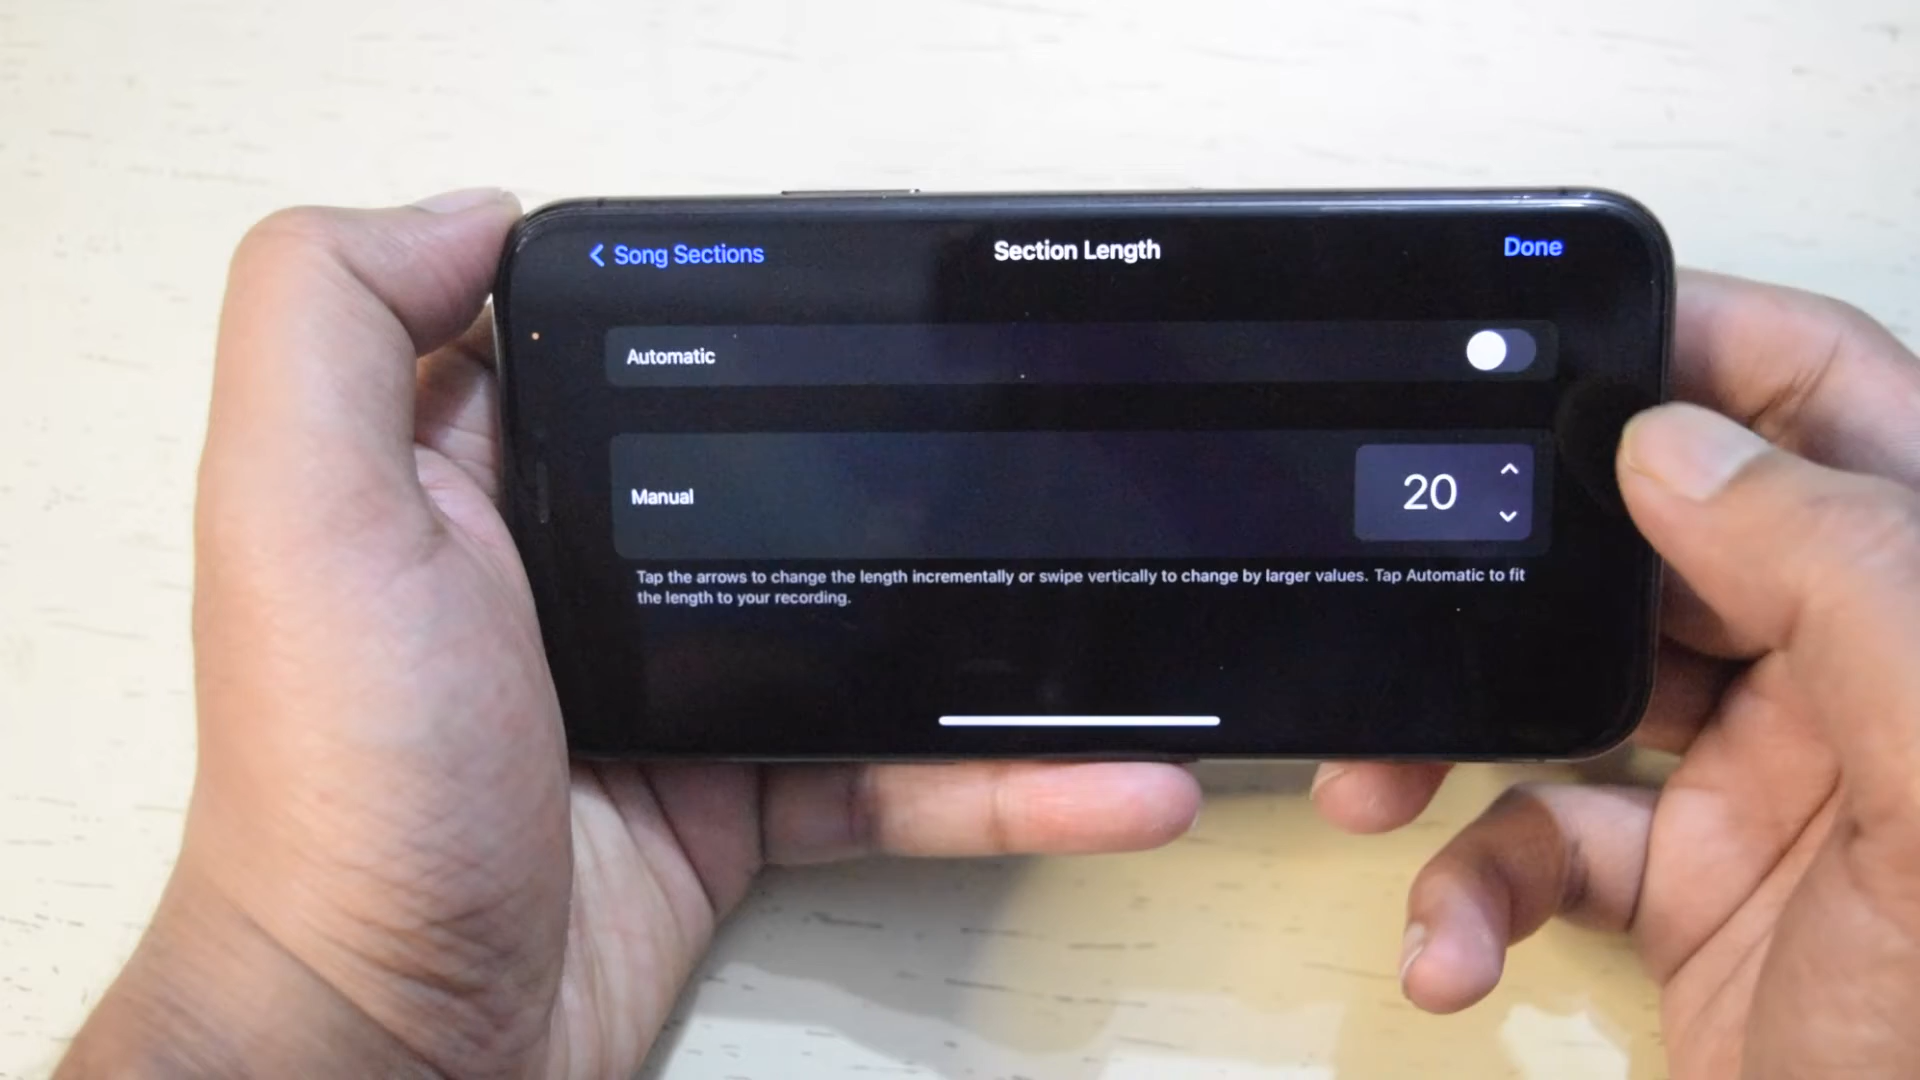 Song Sections
Section Length
Done
Automatic
Manual
20
Tap the arrows to change the length incrementally or swipe vertically to change by larger values. Tap Automatic to fit
the length to your recording.